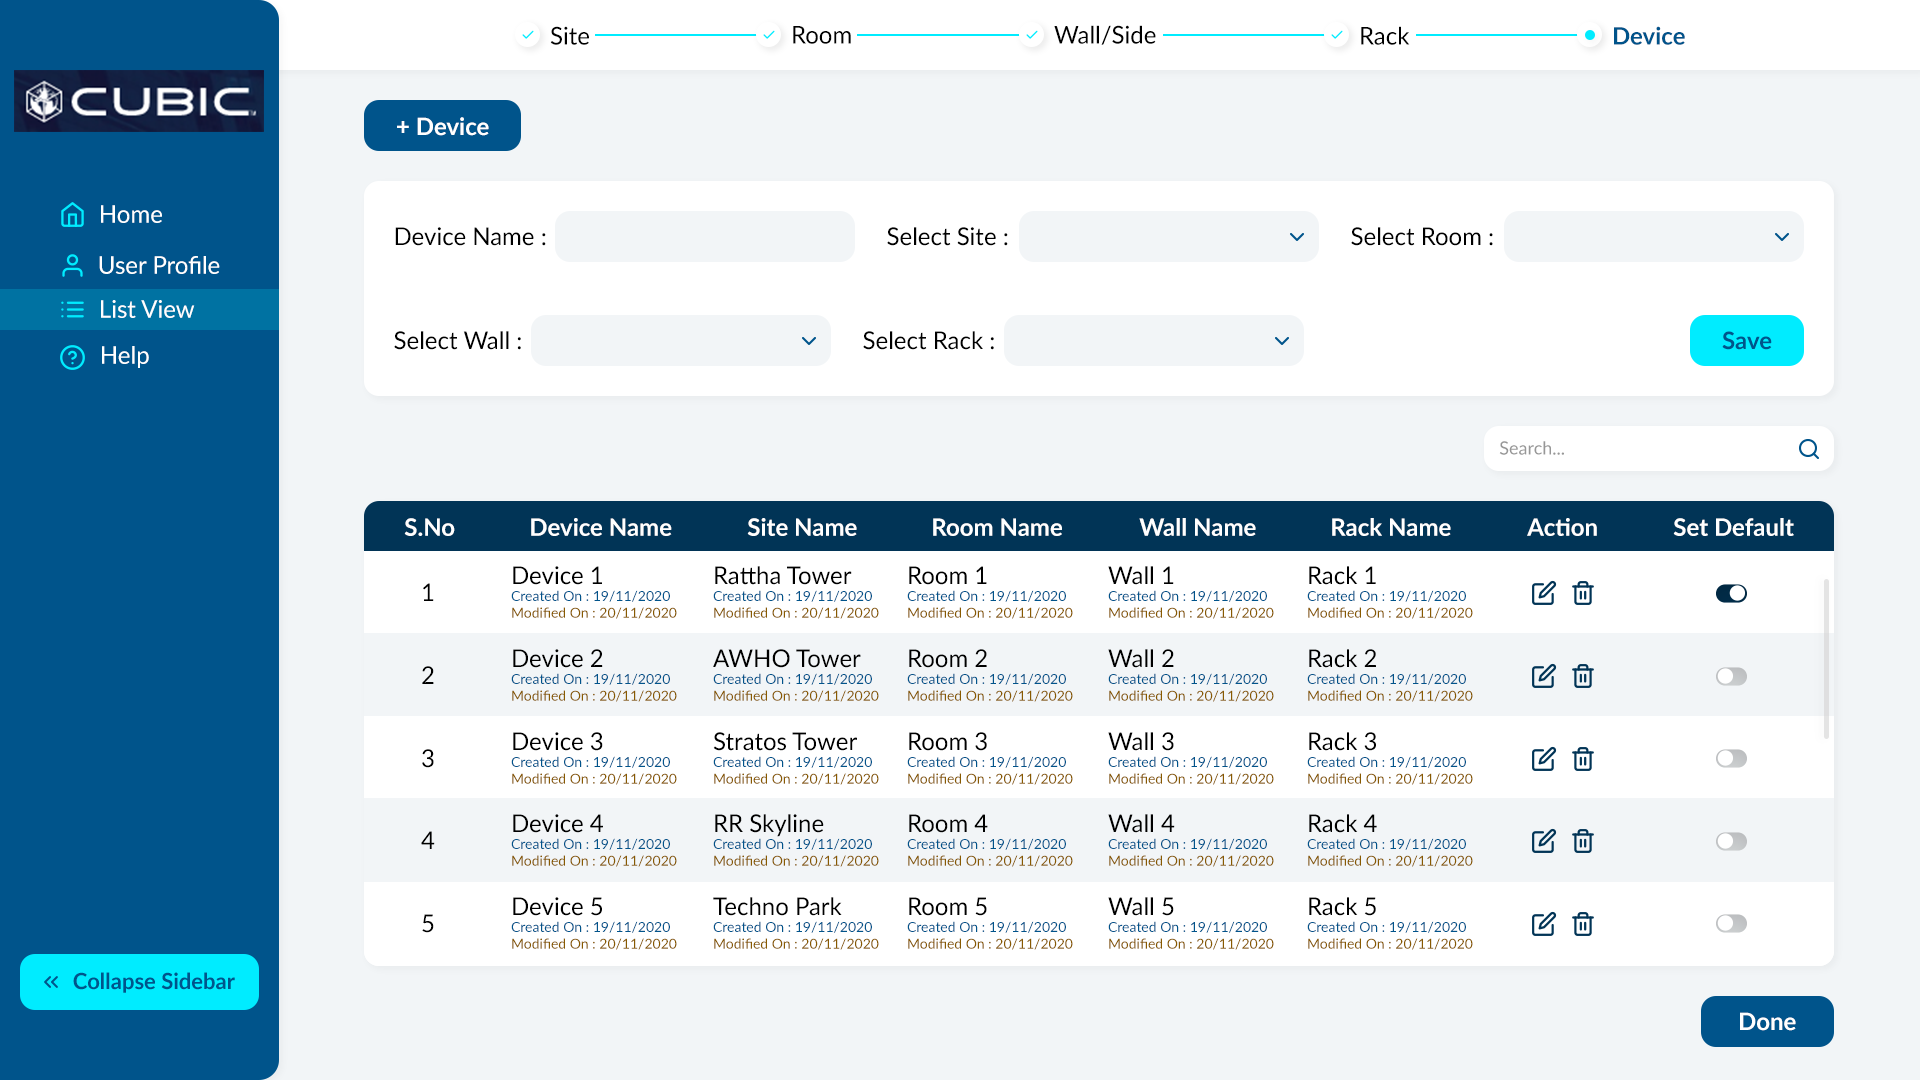 Site
Room
Wall/Side
Rack
Device
CUBIC
Home
User Profile
List View
Help
« Collapse Sidebar
+ Device
Device Name :
Select Site :
Select Room :
Select Wall :
Select Rack :
Save
Search...
S.No Device Name Site Name Room Name Wall Name Rack Name Action Set Default
1
Device 1 Rattha Tower Room 1 Wall 1 Rack 1
Created On : 19/11/2020 Created On : 19/11/2020 Created On : 19/11/2020 Created On : 19/11/2020 Created On : 19/11/2020
Modified On : 20/11/2020 Modified On : 20/11/2020 Modified On : 20/11/2020 Modified On : 20/11/2020 Modified On : 20/11/2020
2
Device 2 AWHO Tower Room 2 Wall 2 Rack 2
Created On : 19/11/2020 Created On : 19/11/2020 Created On : 19/11/2020 Created On : 19/11/2020 Created On : 19/11/2020
Modified On : 20/11/2020 Modified On : 20/11/2020 Modified On : 20/11/2020 Modified On : 20/11/2020 Modified On : 20/11/2020
3
Device 3 Stratos Tower Room 3 Wall 3 Rack 3
Created On : 19/11/2020 Created On : 19/11/2020 Created On : 19/11/2020 Created On : 19/11/2020 Created On : 19/11/2020
Modified On : 20/11/2020 Modified On : 20/11/2020 Modified On : 20/11/2020 Modified On : 20/11/2020 Modified On : 20/11/2020
4
Device 4 RR Skyline Room 4 Wall 4 Rack 4
Created On : 19/11/2020 Created On : 19/11/2020 Created On : 19/11/2020 Created On : 19/11/2020 Created On : 19/11/2020
Modified On : 20/11/2020 Modified On : 20/11/2020 Modified On : 20/11/2020 Modified On : 20/11/2020 Modified On : 20/11/2020
5
Device 5 Techno Park Room 5 Wall 5 Rack 5
Created On : 19/11/2020 Created On : 19/11/2020 Created On : 19/11/2020 Created On : 19/11/2020 Created On : 19/11/2020
Modified On : 20/11/2020 Modified On : 20/11/2020 Modified On : 20/11/2020 Modified On : 20/11/2020 Modified On : 20/11/2020
Done